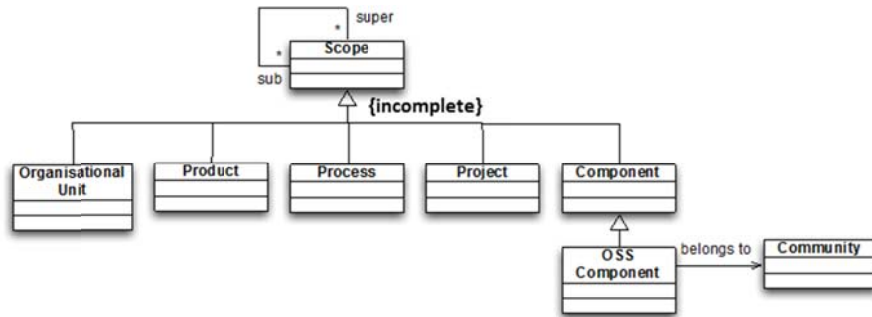 super
*
Scope
*
sub
{incomplete}
Organisational
Unit
Product
Process
Project
Component
OSS
Component
belongs to
Community